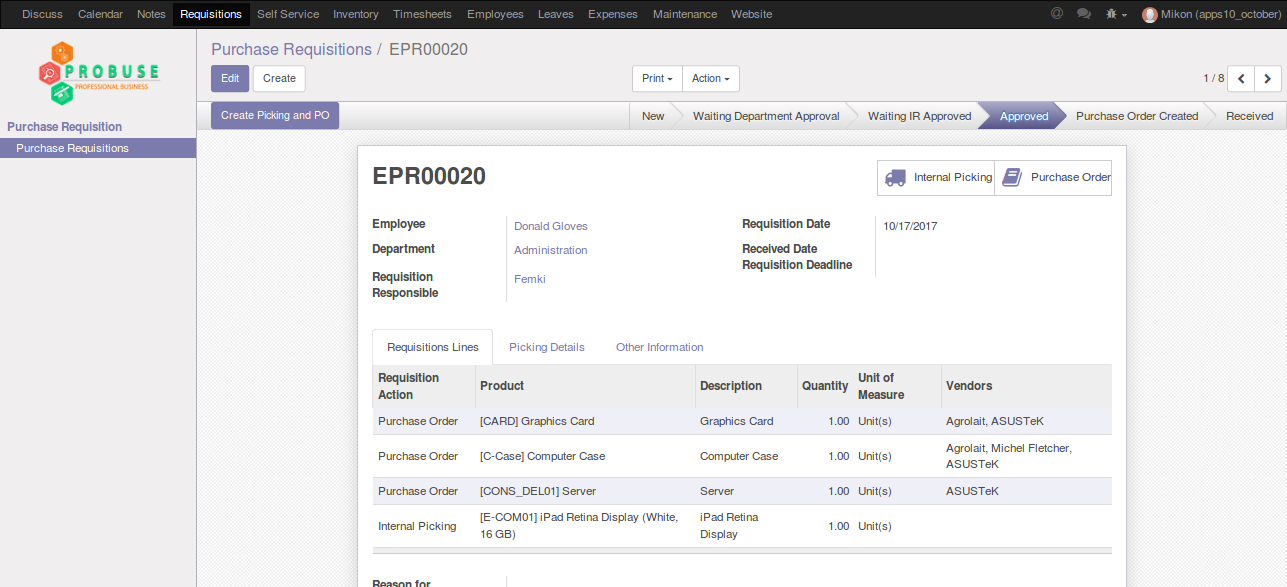 Discuss Calendar Notes Requisitions Self Service Inventory Timesheets Employees Leaves Expenses Maintenance Website @ Mikon (apps10_october)
PROBUSE
PROFESSIONAL BUSINESS
Purchase Requisition
Purchase Requisitions
Purchase Requisitions / EPR00020
Edit Create Print Action 1 / 8
Create Picking and PO New Waiting Department Approval Waiting IR Approved Approved Purchase Order Created Received
EPR00020 Internal Picking Purchase Order
Employee Donald Gloves Requisition Date 10/17/2017
Department Administration Received Date
Requisition Deadline
Requisition Femki
Responsible
Requisitions Lines Picking Details Other Information
Requisition Product Description Quantity Unit of Vendors
Action Measure
Purchase Order [CARD] Graphics Card Graphics Card 1.00 Unit(s) Agrolait, ASUSTeK
Purchase Order [C-Case] Computer Case Computer Case 1.00 Unit(s) Agrolait, Michel Fletcher,
ASUSTeK
Purchase Order [CONS_DEL01] Server Server 1.00 Unit(s) ASUSTeK
Internal Picking [E-COM01] iPad Retina Display (White, iPad Retina 1.00 Unit(s)
16 GB) Display
Reason for